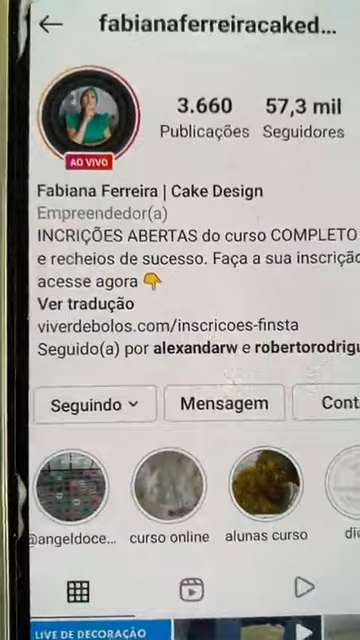 fabianaferreiracaked...
3.660 57,3 mil
Publicações Seguidores
AO VIVO
Fabiana Ferreira | Cake Design
Empreendedor(a)
INCRIÇÕES ABERTAS do curso COMPLETO
e recheios de sucesso. Faça a sua inscrição
acesse agora 👇
Ver tradução
viverdebolos.com/inscricoes-finsta
Seguido(a) por alexandarw e robertorodrigu
Seguindo Mensagem Cont
@angeldoce... curso online alunas curso
LIVE DE DECORAÇÃO